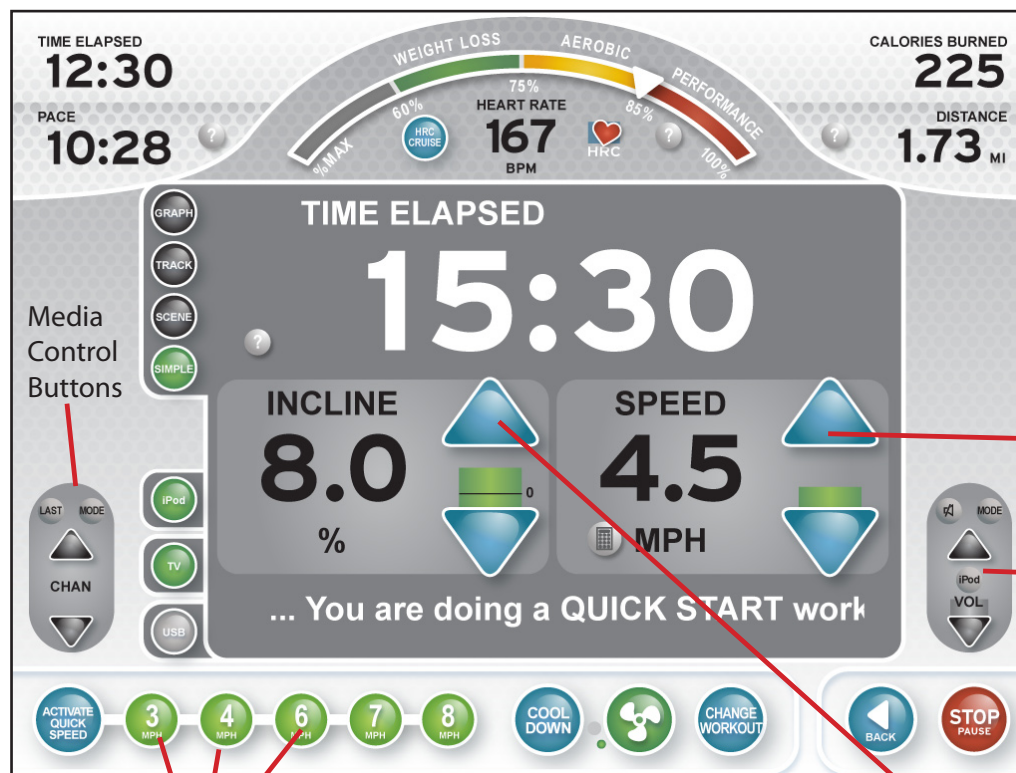 TIME ELAPSED
12:30
PACE
10:28
?
WEIGHT LOSS
AEROBIC
PERFORMANCE
%MAX
60%
75%
85%
100%
HRC
CRUISE
HEART RATE
167
BPM
HRC
?
CALORIES BURNED
225
?
DISTANCE
1.73 MI
GRAPH
TRACK
SCENE
SIMPLE
TIME ELAPSED
15:30
?
Media
Control
Buttons
INCLINE
8.0
%
0
SPEED
4.5
MPH
LAST
MODE
CHAN
iPod
TV
USB
MODE
iPod
VOL
... You are doing a QUICK START work
ACTIVATE
QUICK
SPEED
3
MPH
4
MPH
6
MPH
7
MPH
8
MPH
COOL
DOWN
CHANGE
WORKOUT
BACK
STOP
PAUSE